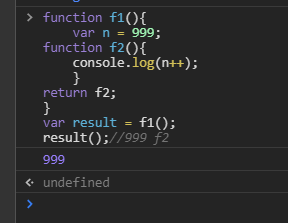 function f1(){
var n = 999;
function f2(){
console.log(n++);
}
return f2;
}
var result = f1();
result();//999 f2
999
undefined